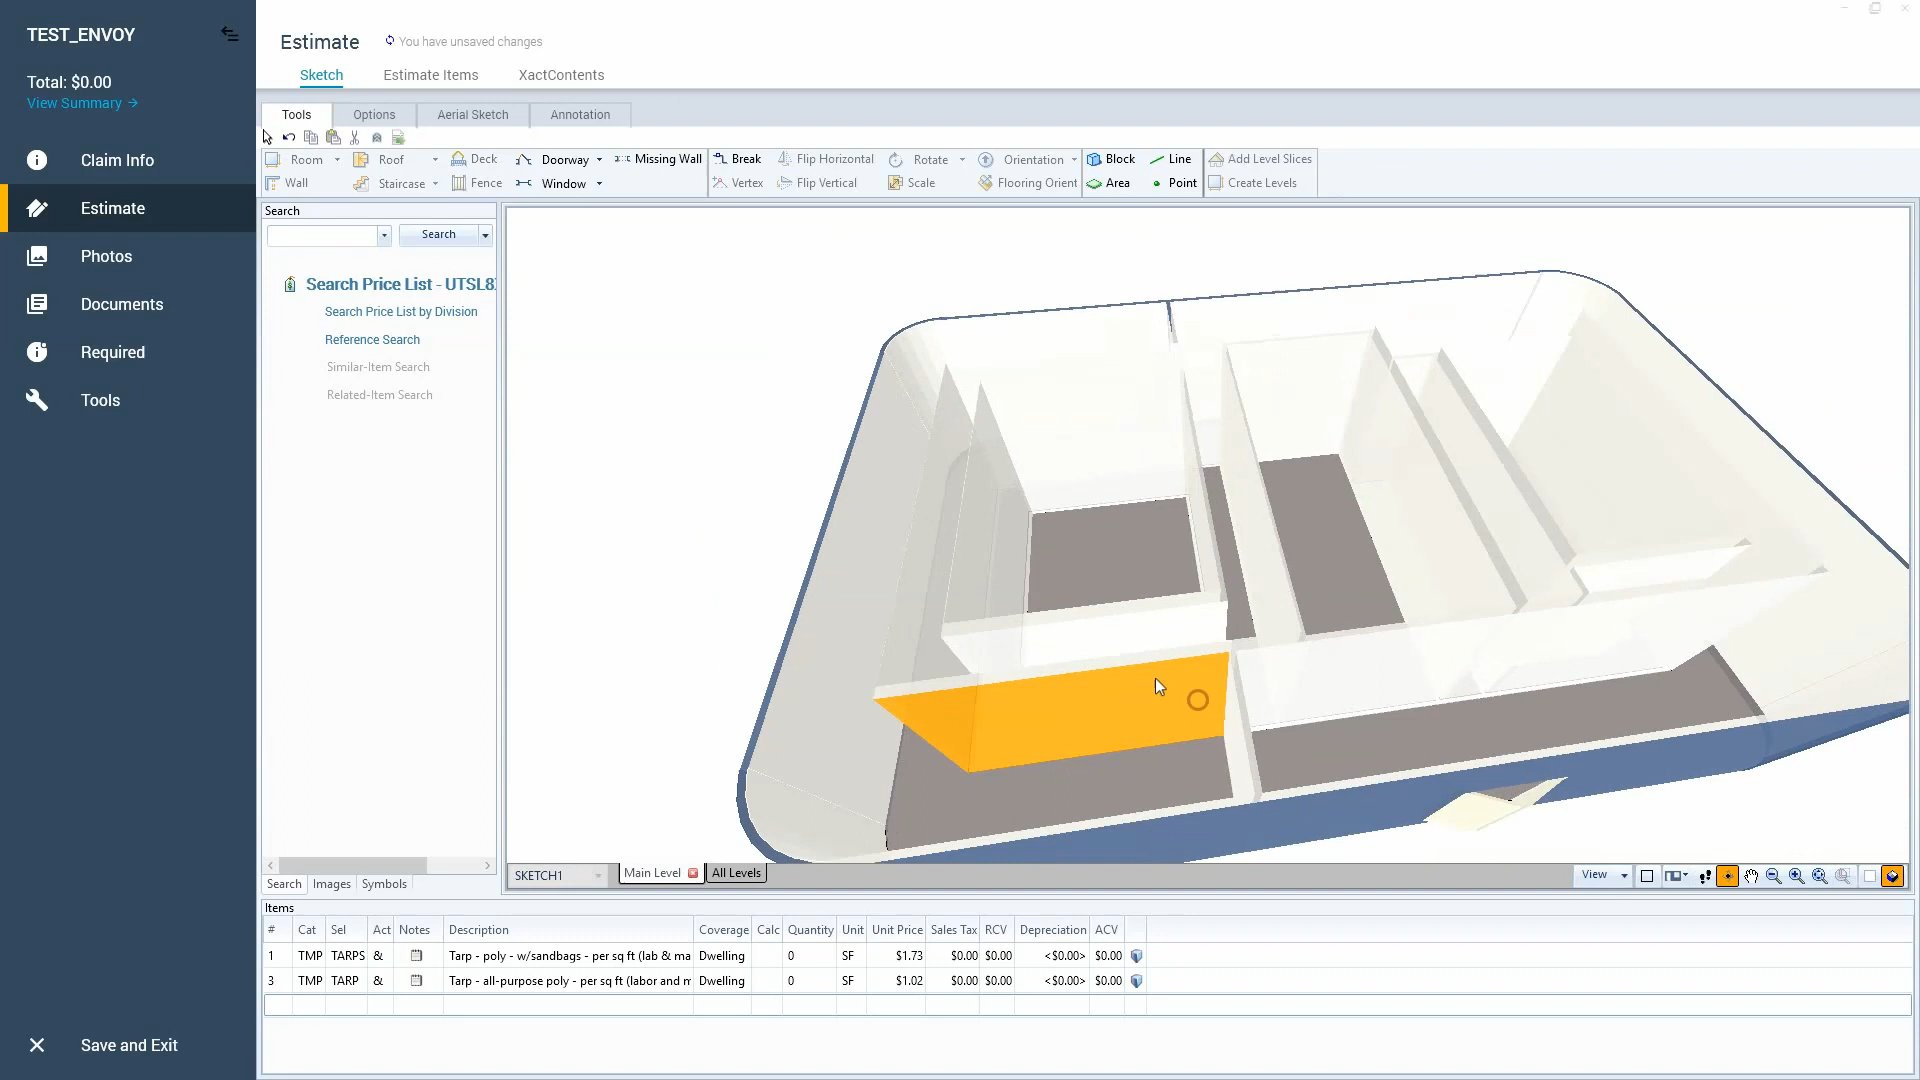 TEST_ENVOY
Total: $0.00
View Summary →
Claim Info
Estimate
Photos
Documents
Required
Tools
Save and Exit
Estimate
You have unsaved changes
Sketch
Estimate Items
XactContents
Tools
Options
Aerial Sketch
Annotation
Room
Roof
Deck
Doorway
Missing Wall
Break
Flip Horizontal
Rotate
Orientation
Block
Line
Add Level Slices
Wall
Staircase
Fence
Window
Vertex
Flip Vertical
Scale
Flooring Orient
Area
Point
Create Levels
Search
Search
Search Price List - UTSL8
Search Price List by Division
Reference Search
Similar-Item Search
Related-Item Search
Search
Images
Symbols
SKETCH1
Main Level
All Levels
View
Items
# Cat Sel Act Notes Description Coverage Calc Quantity Unit Unit Price Sales Tax RCV Depreciation ACV
1 TMP TARPS & Tarp - poly - w/sandbags - per sq ft (lab & ma Dwelling 0 SF $1.73 $0.00 $0.00 <$0.00> $0.00
3 TMP TARP & Tarp - all-purpose poly - per sq ft (labor and m Dwelling 0 SF $1.02 $0.00 $0.00 <$0.00> $0.00